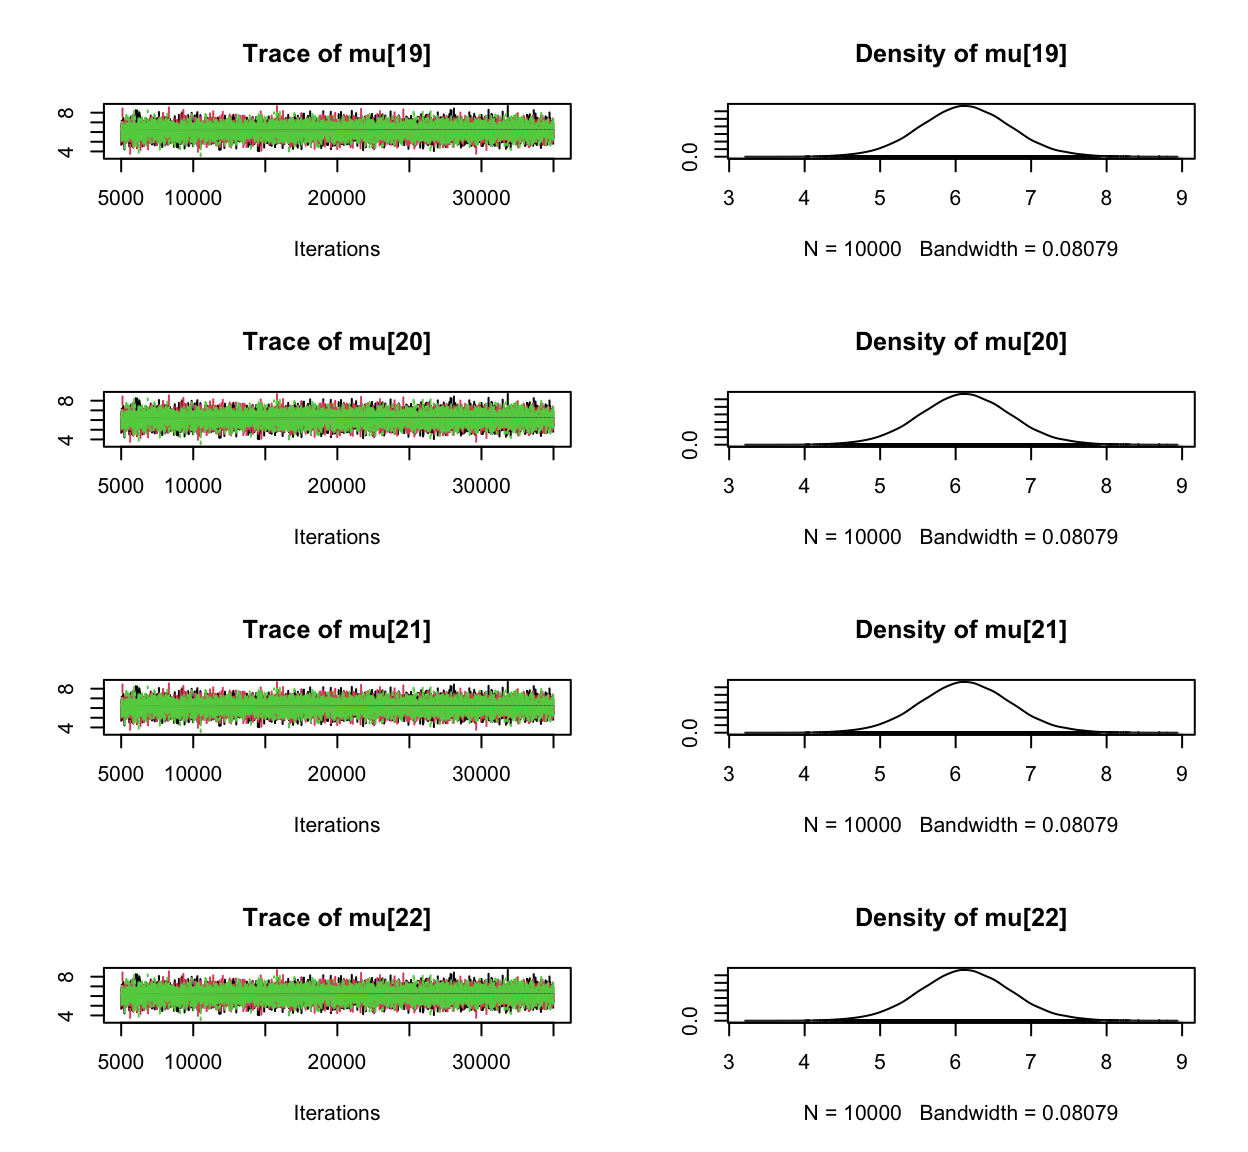 Trace of mu[19]
8
4
5000 10000 20000 30000
Iterations
Density of mu[19]
0.0
3 4 5 6 7 8 9
N = 10000 Bandwidth = 0.08079
Trace of mu[20]
8
4
5000 10000 20000 30000
Iterations
Density of mu[20]
0.0
3 4 5 6 7 8 9
N = 10000 Bandwidth = 0.08079
Trace of mu[21]
8
4
5000 10000 20000 30000
Iterations
Density of mu[21]
0.0
3 4 5 6 7 8 9
N = 10000 Bandwidth = 0.08079
Trace of mu[22]
8
4
5000 10000 20000 30000
Iterations
Density of mu[22]
0.0
3 4 5 6 7 8 9
N = 10000 Bandwidth = 0.08079